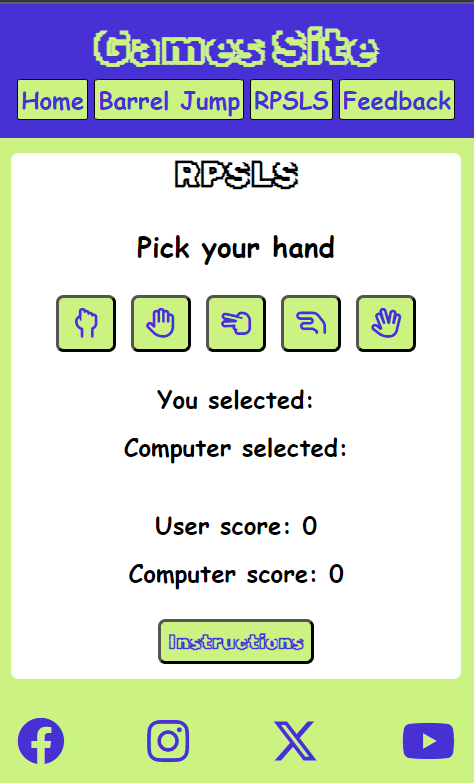 Games Site
Home Barrel Jump RPSLS Feedback
RPSLS
Pick your hand
You selected:
Computer selected:
User score: 0
Computer score: 0
Instructions